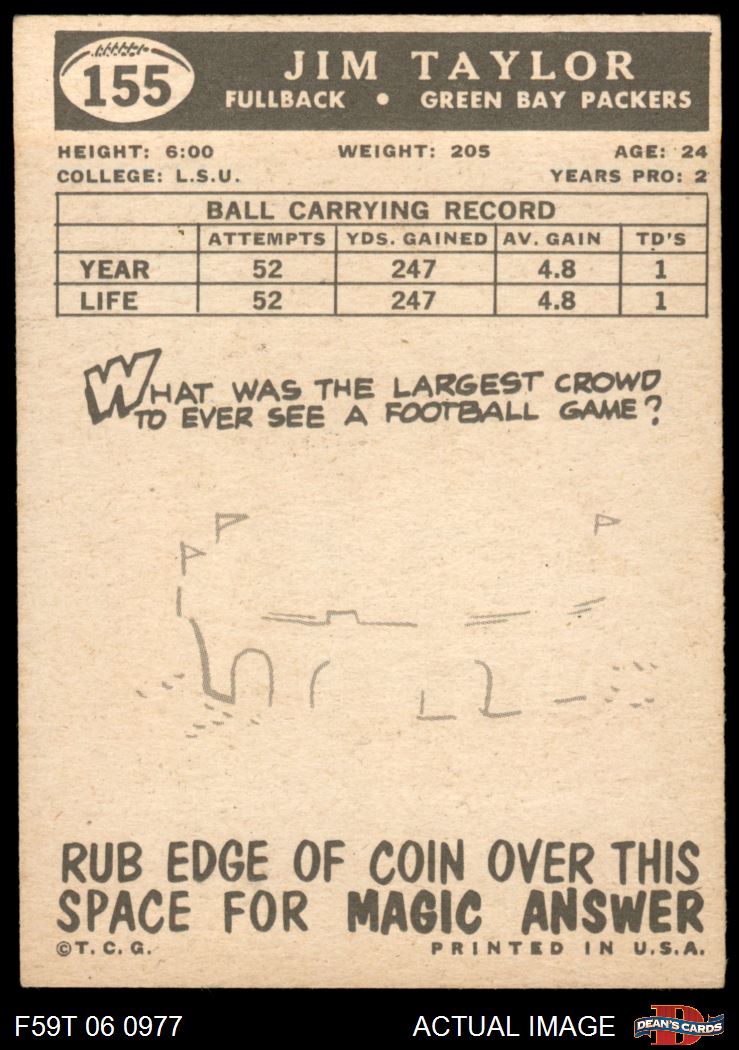 155
JIM TAYLOR
FULLBACK • GREEN BAY PACKERS
HEIGHT: 6:00 WEIGHT: 205 AGE: 24
COLLEGE: L.S.U. YEARS PRO: 2
BALL CARRYING RECORD
ATTEMPTS YDS. GAINED AV. GAIN TD'S
YEAR 52 247 4.8 1
LIFE 52 247 4.8 1
WHAT WAS THE LARGEST CROWD
TO EVER SEE A FOOTBALL GAME?
RUB EDGE OF COIN OVER THIS
SPACE FOR MAGIC ANSWER
©T.C.G. PRINTED IN U.S.A.
F59T 06 0977 ACTUAL IMAGE DEAN'S CARDS